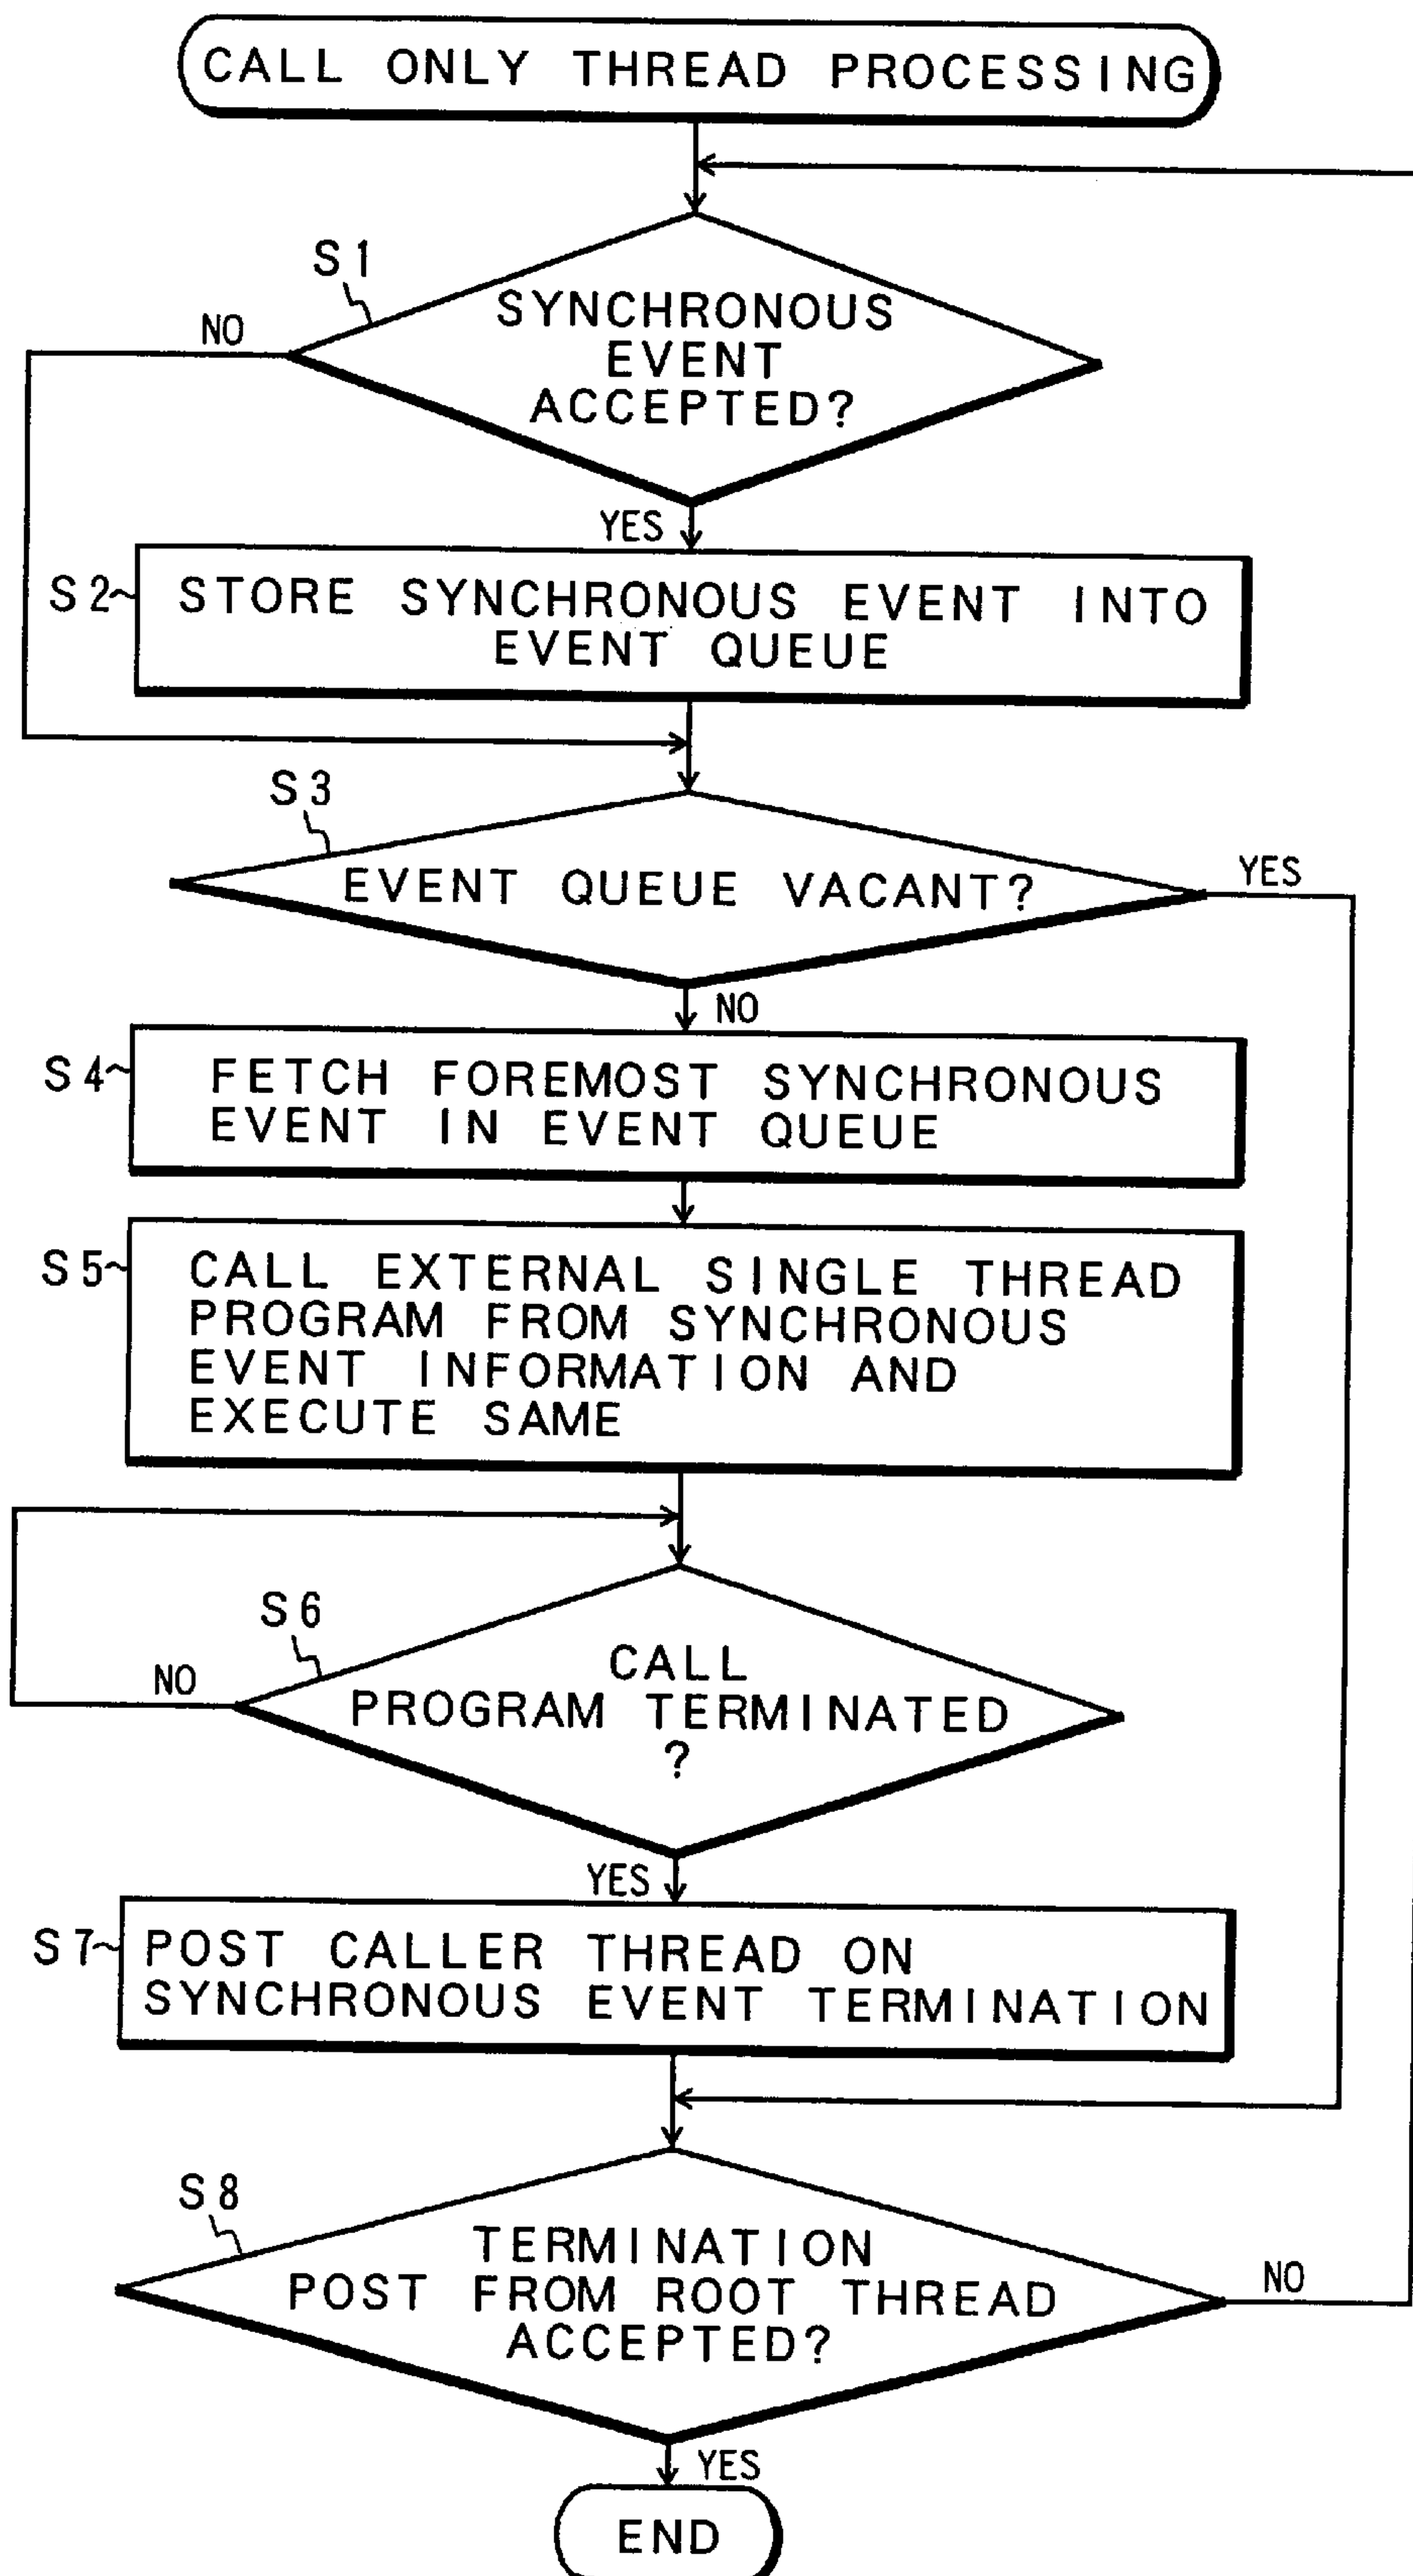 CALL ONLY THREAD PROCESSING
S1
NO
SYNCHRONOUS
EVENT
ACCEPTED?
YES
S2
STORE SYNCHRONOUS EVENT INTO
EVENT QUEUE
S3
EVENT QUEUE VACANT?
YES
NO
S4
FETCH FOREMOST SYNCHRONOUS
EVENT IN EVENT QUEUE
S5
CALL EXTERNAL SINGLE THREAD
PROGRAM FROM SYNCHRONOUS
EVENT INFORMATION AND
EXECUTE SAME
S6
NO
CALL
PROGRAM TERMINATED
?
YES
S7
POST CALLER THREAD ON
SYNCHRONOUS EVENT TERMINATION
S8
TERMINATION
POST FROM ROOT THREAD
ACCEPTED?
NO
YES
END